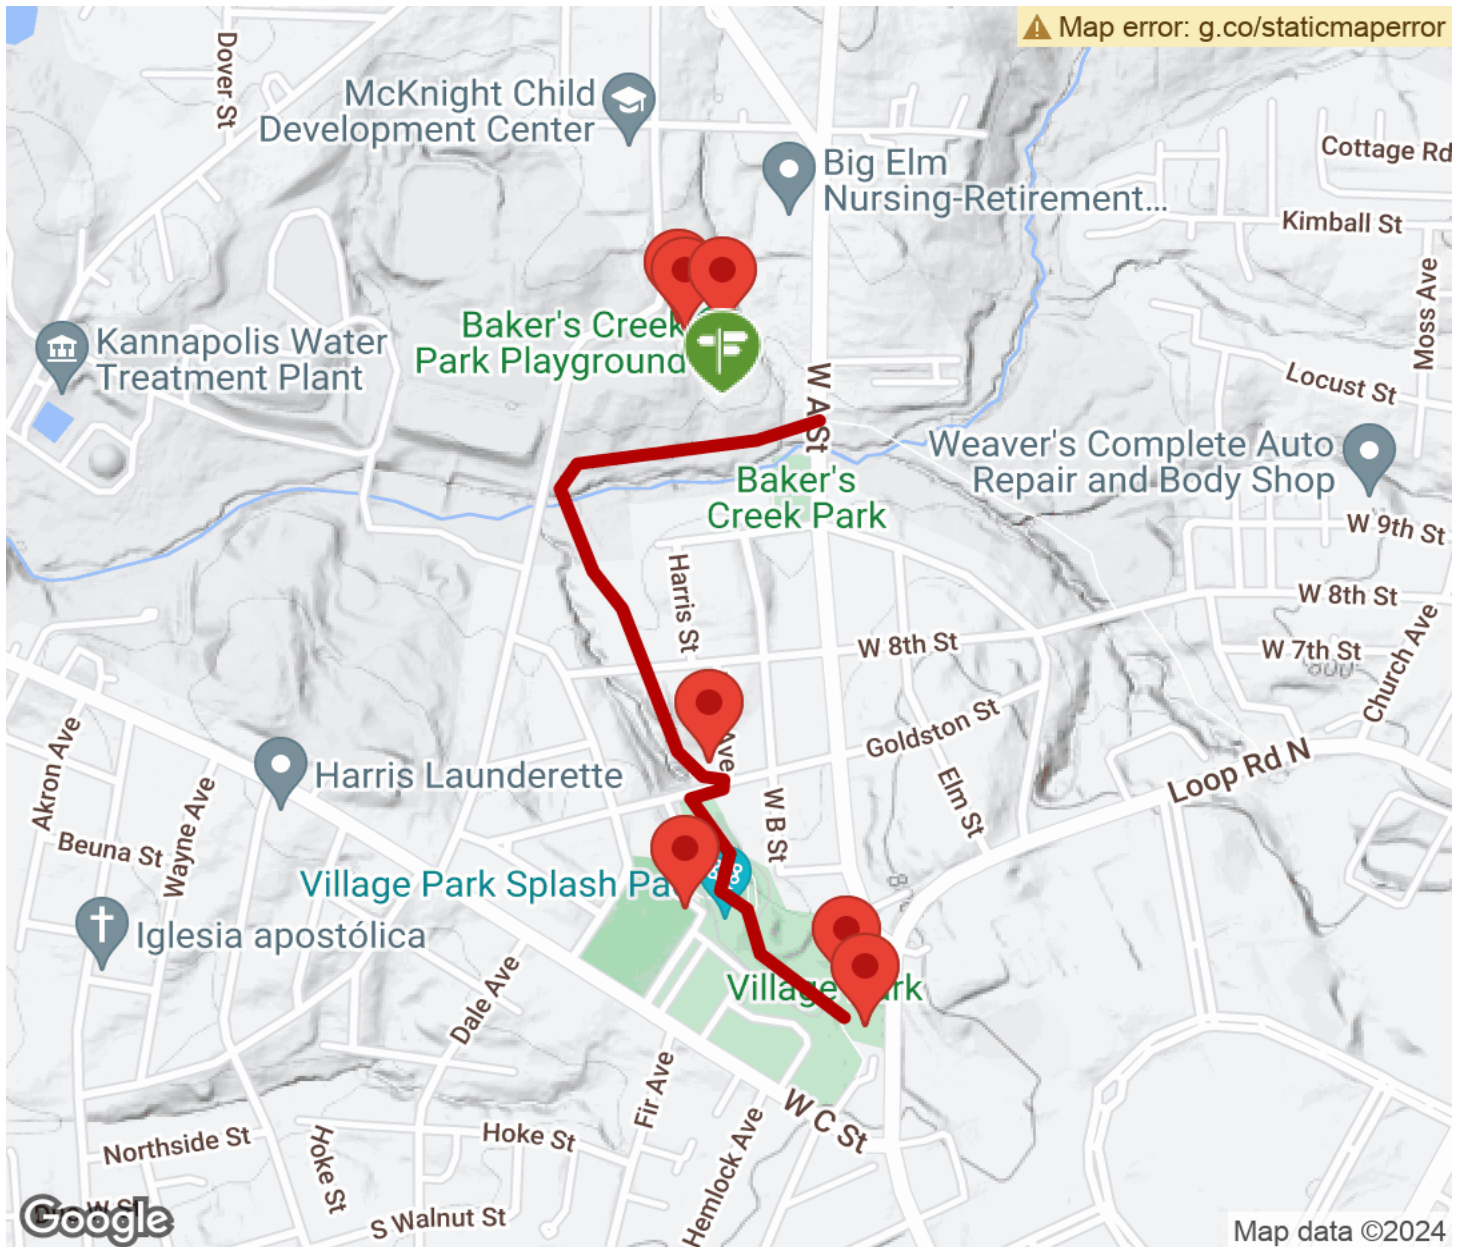 Map error: g.co/staticmaperror
Dover St
McKnight Child
Development Center
Big Elm
Nursing-Retirement...
Cottage Rd
Kimball St
Moss Ave
Baker's Creek
Park Playground
Kannapolis Water
Treatment Plant
W A St
Locust St
Weaver's Complete Auto
Repair and Body Shop
Baker's
Creek Park
W 9th St
Harris St
W 8th St
W 8th St
W 7th St
800
Church Ave
Goldston St
Ave
Akron Ave
Harris Launderette
Wayne Ave
W B St
Elm St
Loop Rd N
Beuna St
Village Park Splash Pa
Iglesia apostólica
Dale Ave
Village Park
Fir Ave
W C St
Hemlock Ave
Northside St
Hoke St
Hoke St
S Walnut St
Google
Map data ©2024